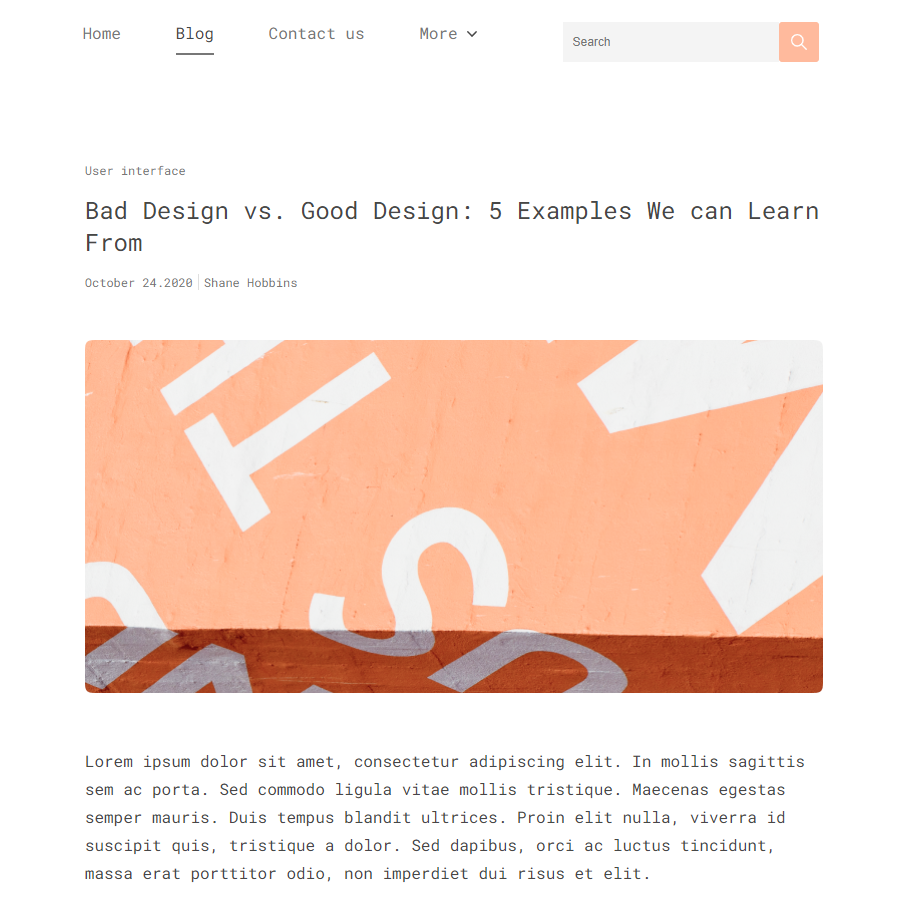 Home Blog Contact us More Search
User interface
Bad Design vs. Good Design: 5 Examples We can Learn
From
October 24.2020 Shane Hobbins
Lorem ipsum dolor sit amet, consectetur adipiscing elit. In mollis sagittis
sem ac porta. Sed commodo ligula vitae mollis tristique. Maecenas egestas
semper mauris. Duis tempus blandit ultrices. Proin elit nulla, viverra id
suscipit quis, tristique a dolor. Sed dapibus, orci ac luctus tincidunt,
massa erat porttitor odio, non imperdiet dui risus et elit.